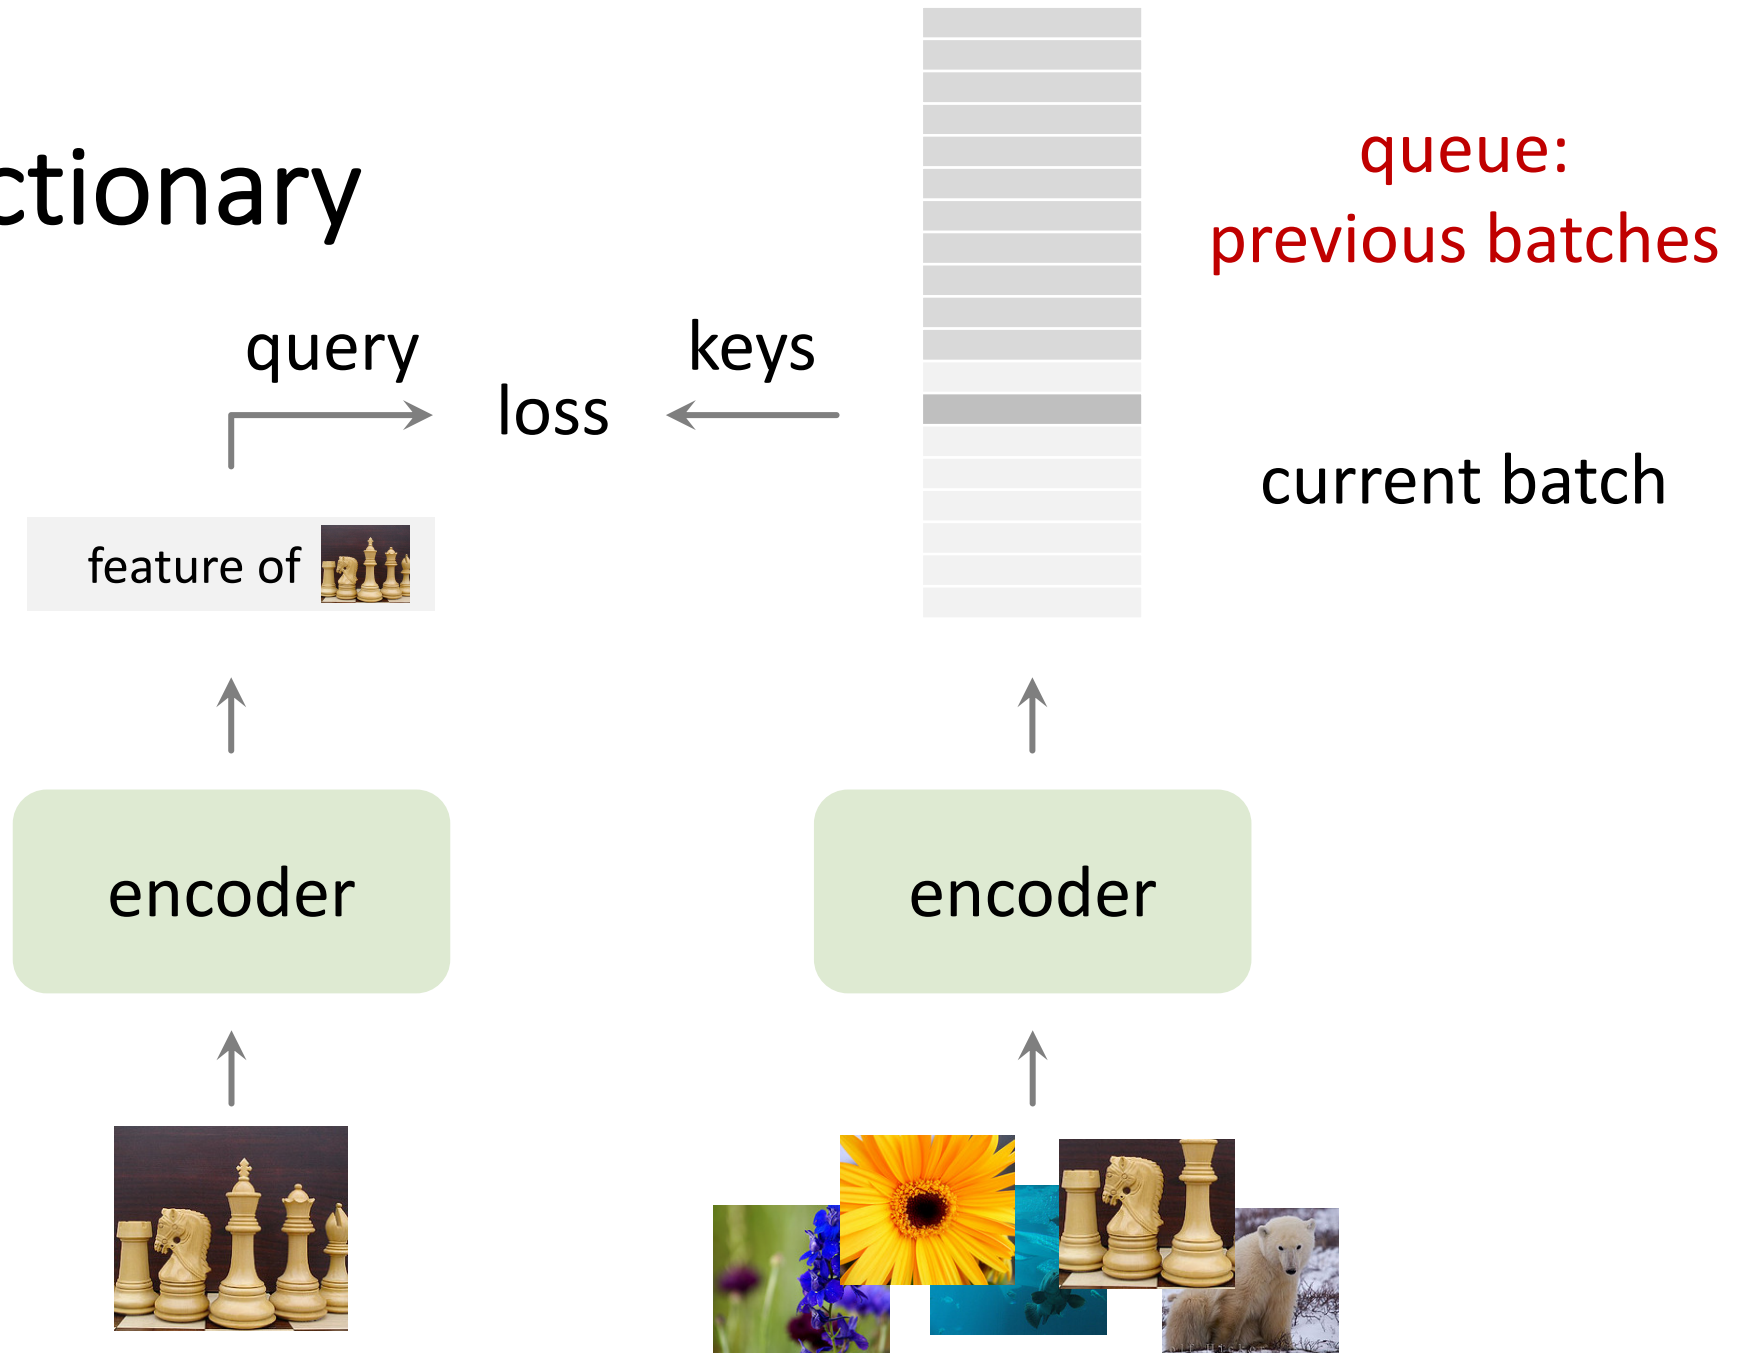 ctionary
queue:
previous batches
query
keys
loss
current batch
feature of
encoder
encoder